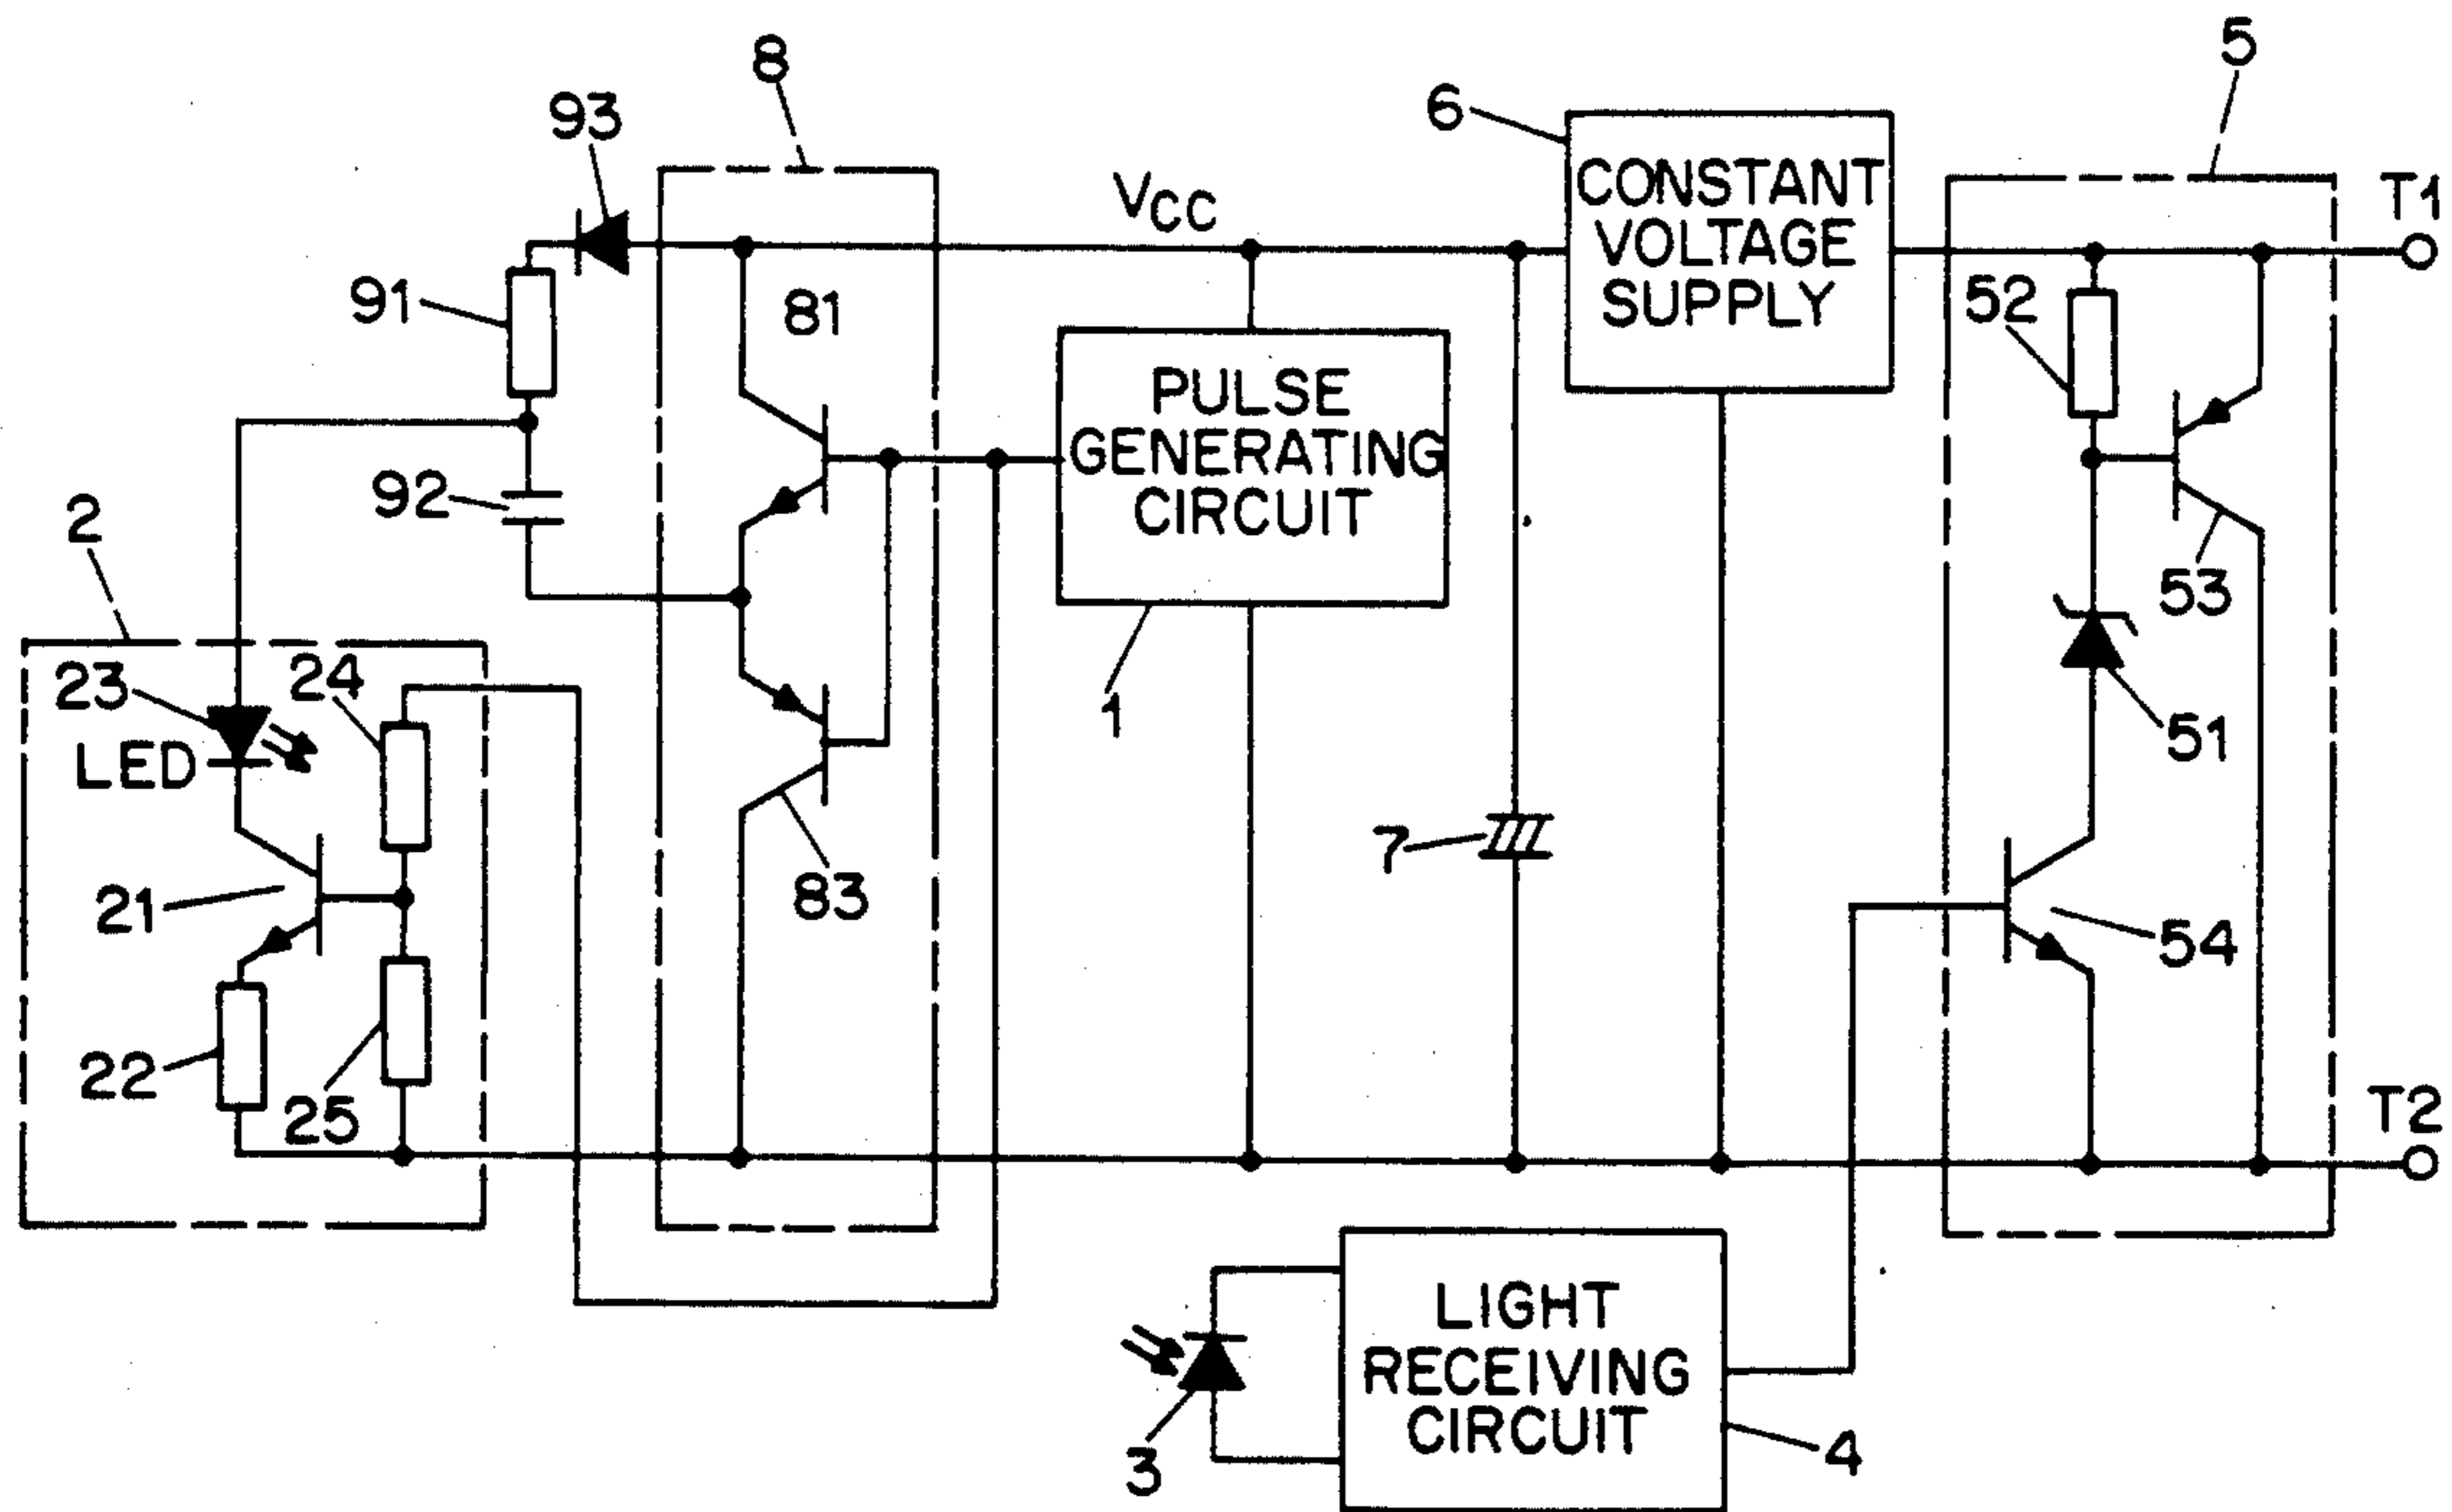 5
8
93
6
CONSTANT
VOLTAGE
SUPPLY
T1
VCC
91
81
52
PULSE
GENERATING
CIRCUIT
92
2
53
23
24
LED
1
51
7
83
21
54
22
25
T2
LIGHT
RECEIVING
CIRCUIT
3
4